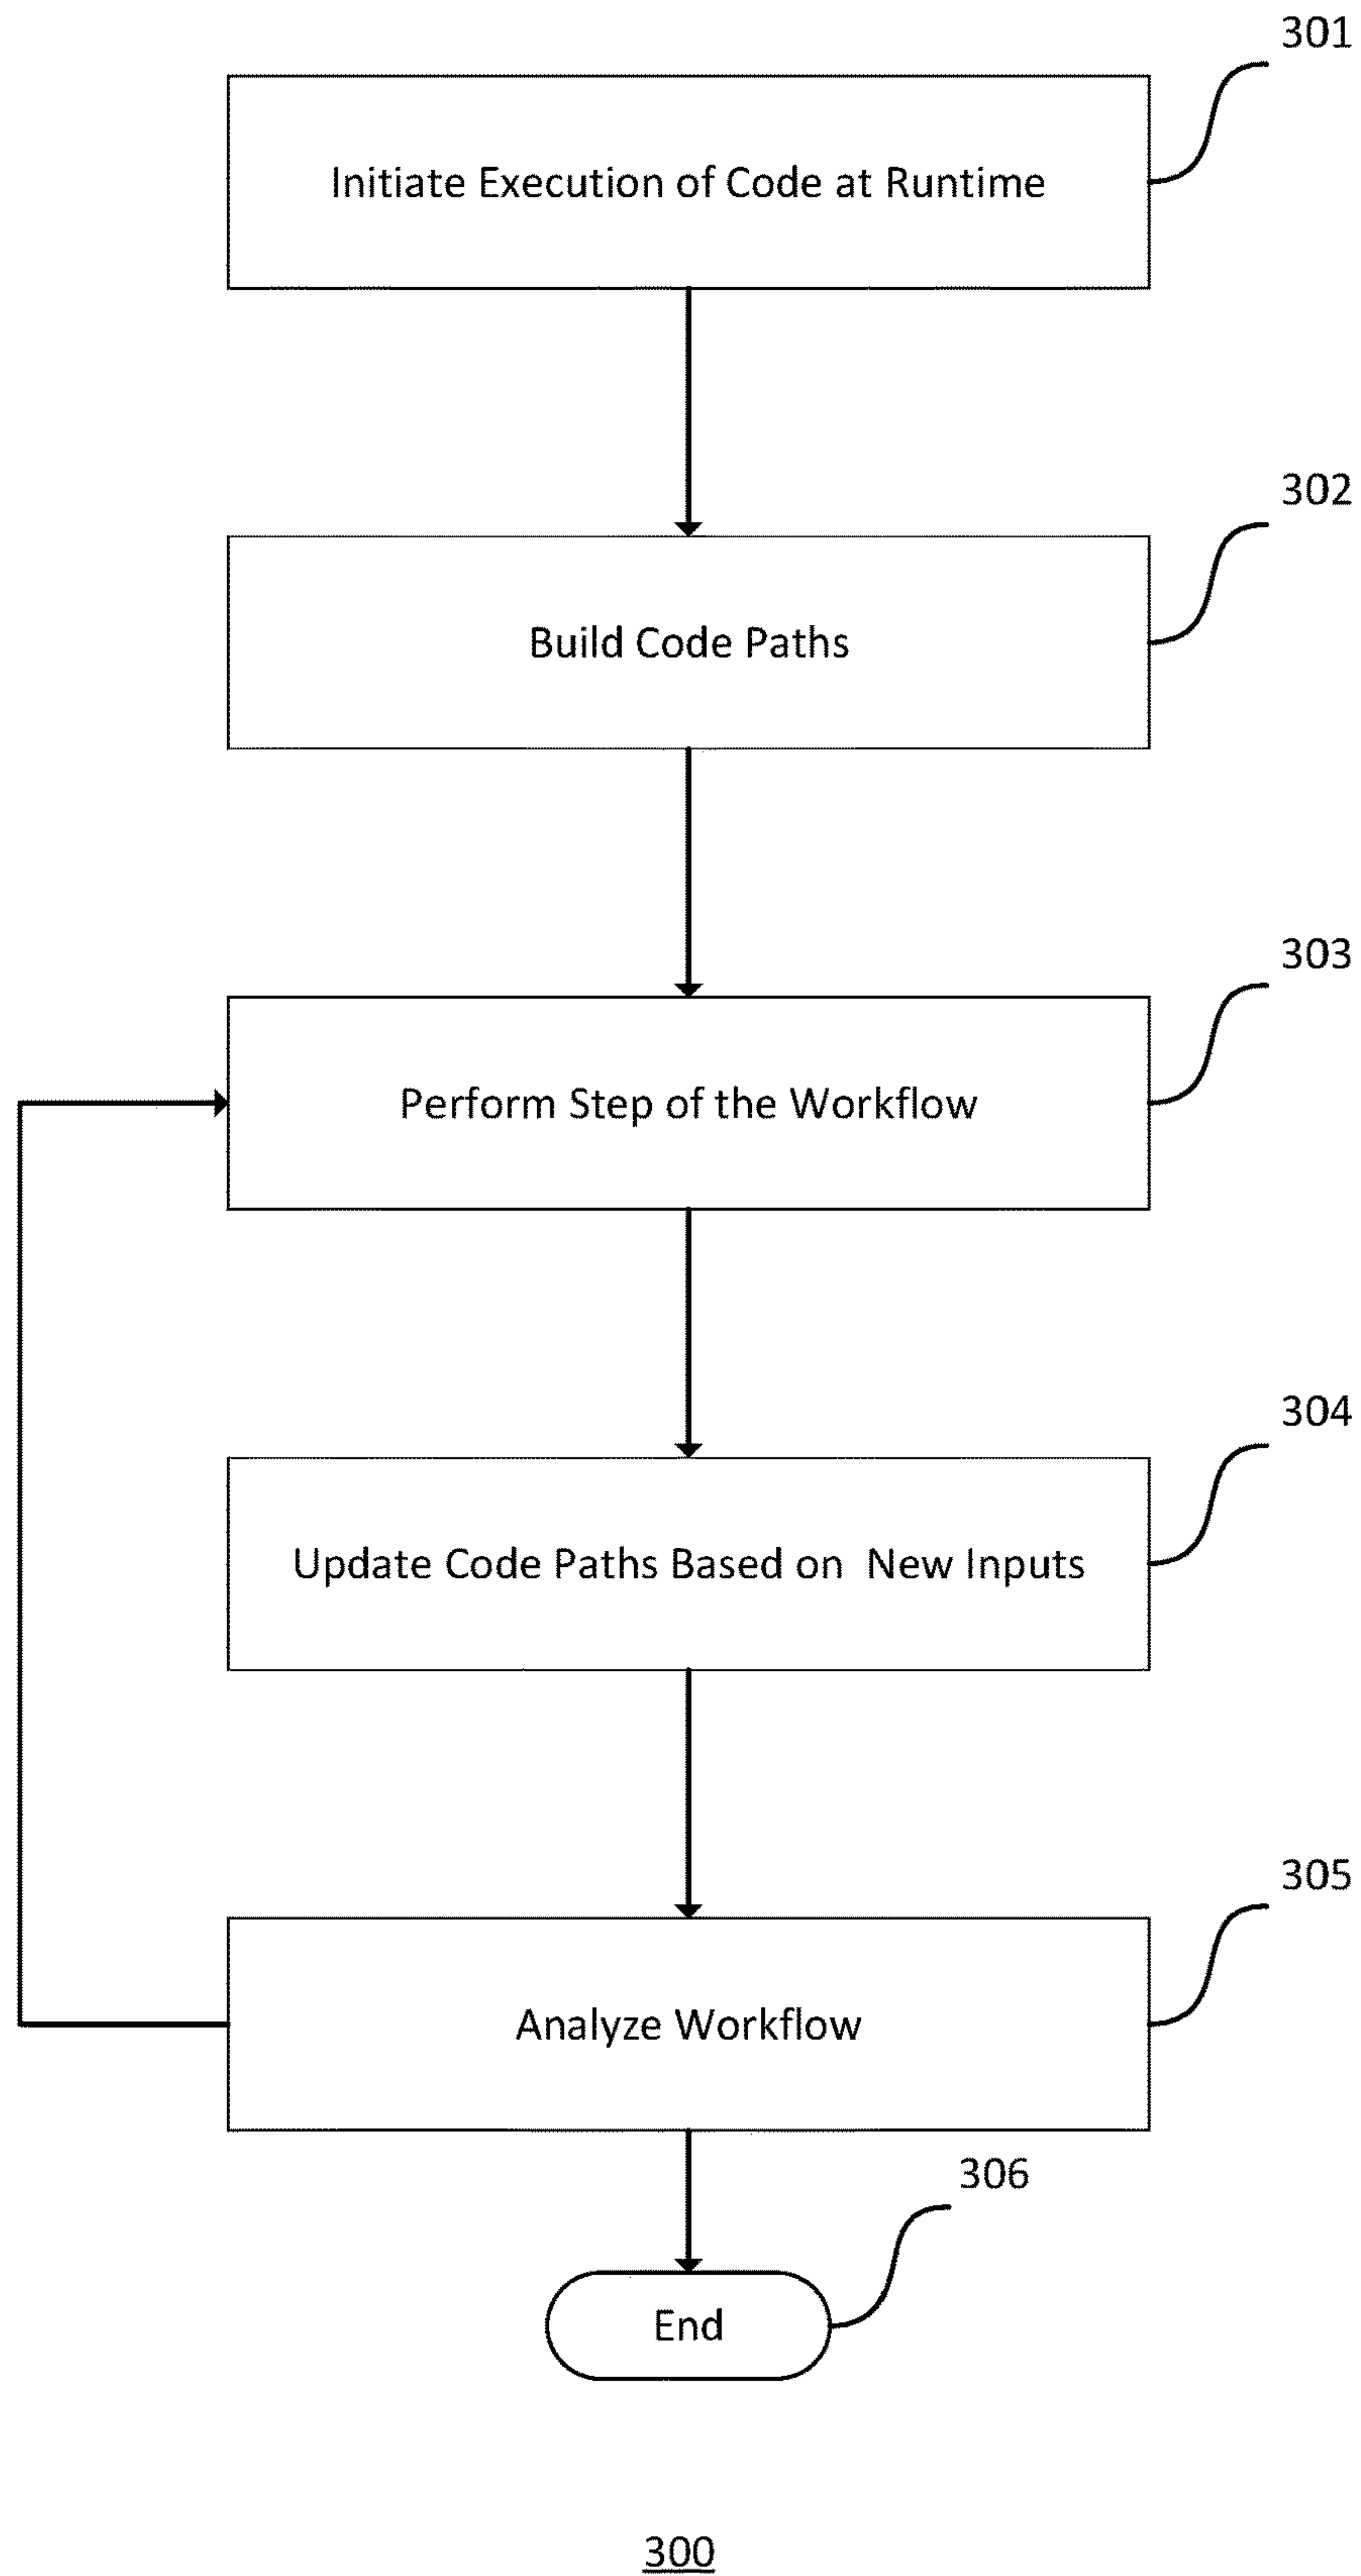 301
Initiate Execution of Code at Runtime
302
Build Code Paths
303
Perform Step of the Workflow
304
Update Code Paths Based on  New Inputs
305
Analyze Workflow
306
End
300